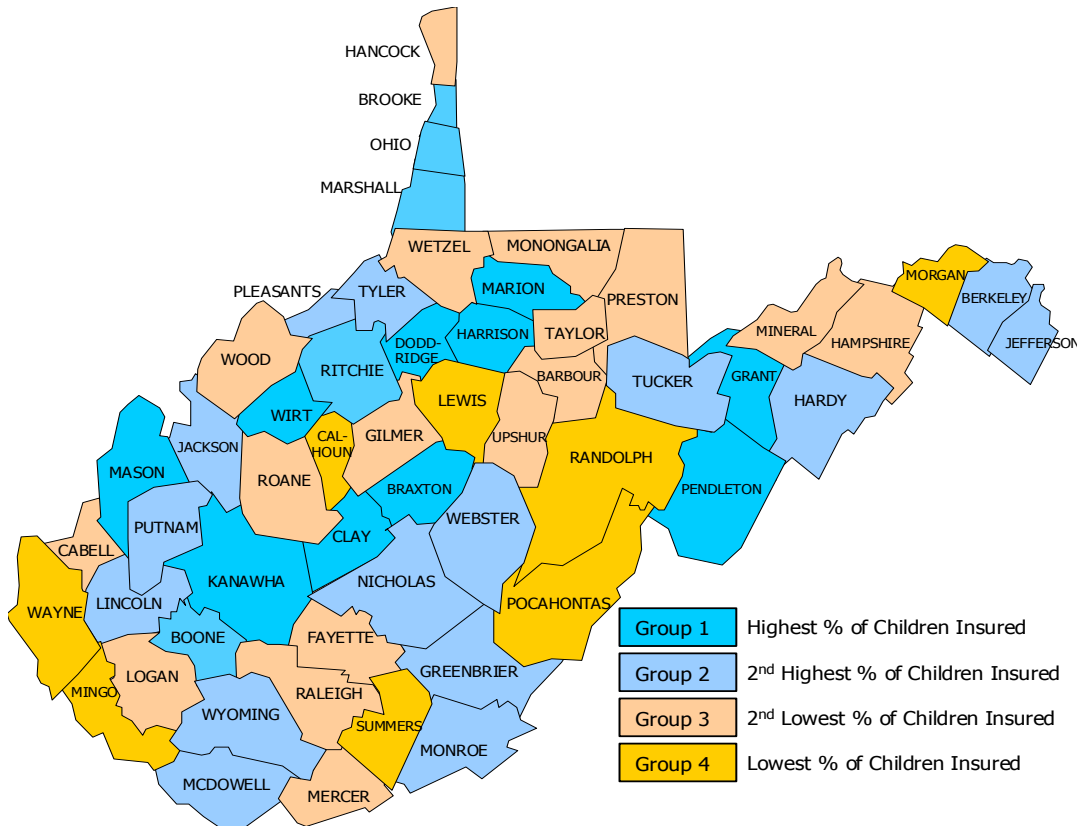 HANCOCK
BROOKE
OHIO
MARSHALL
WETZEL
MONONGALIA
MORGAN
PLEASANTS
TYLER
MARION
PRESTON
BERKELEY
WOOD
DODD-
RIDGE
HARRISON
TAYLOR
MINERAL
HAMPSHIRE
JEFFERSON
RITCHIE
BARBOUR
TUCKER
GRANT
HARDY
WIRT
LEWIS
CAL-
HOUN
GILMER
UPSHUR
JACKSON
MASON
ROANE
RANDOLPH
BRAXTON
PENDLETON
PUTNAM
WEBSTER
CLAY
CABELL
KANAWHA
NICHOLAS
WAYNE
LINCOLN
POCAHONTAS
BOONE
FAYETTE
LOGAN
GREENBRIER
MINGO
RALEIGH
WYOMING
SUMMERS
MONROE
MCDOWELL
MERCER
Group 1 Highest % of Children Insured
Group 2 2nd Highest % of Children Insured
Group 3 2nd Lowest % of Children Insured
Group 4 Lowest % of Children Insured